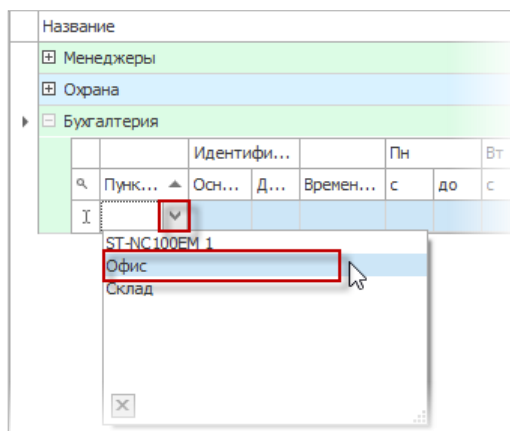 Название
Менеджеры
Охрана
Бухгалтерия
Идентифи... Пн Вт
Пунк... Осн... Д... Времен... с до с
ST-NC100EM 1
Офис
Склад